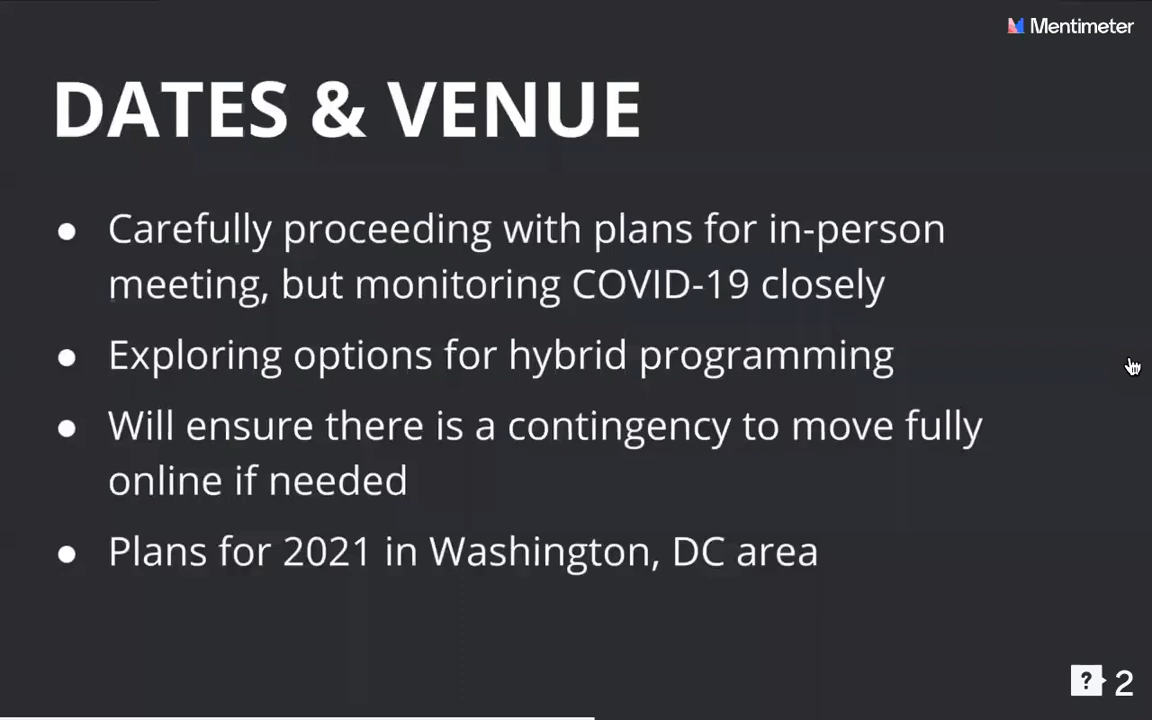 Mentimeter
DATES & VENUE
● Carefully proceeding with plans for in-person
meeting, but monitoring COVID-19 closely
● Exploring options for hybrid programming
● Will ensure there is a contingency to move fully
online if needed
● Plans for 2021 in Washington, DC area
? 2